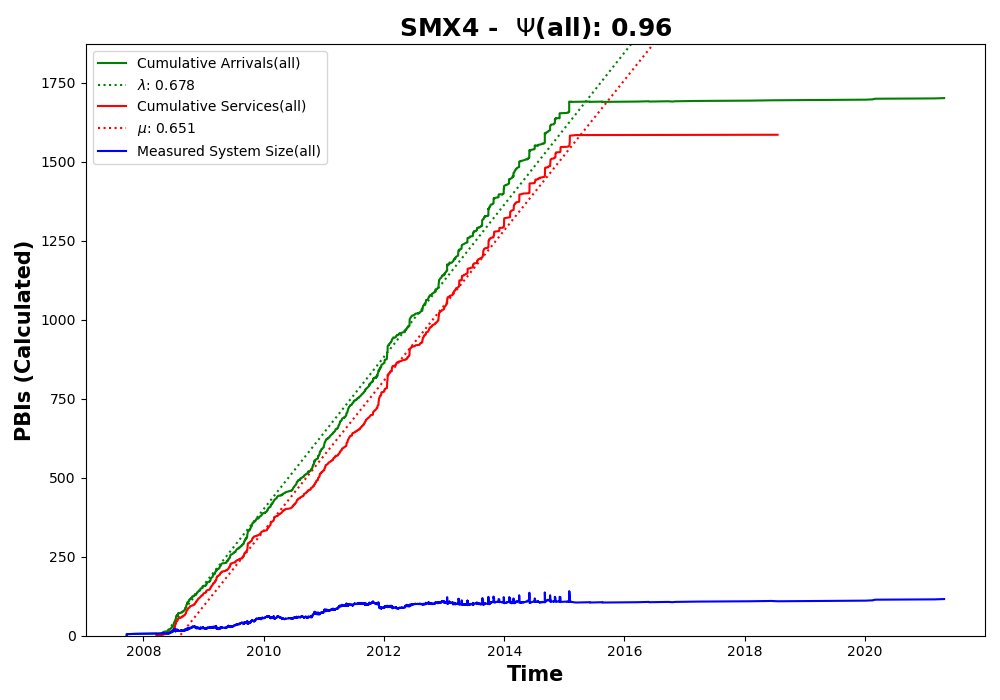 SMX4 - Ψ(all): 0.96
Cumulative Arrivals(all)
λ: 0.678
Cumulative Services(all)
μ: 0.651
Measured System Size(all)
PBIs (Calculated)
1750
1500
1250
1000
750
500
250
0
2008 2010 2012 2014 2016 2018 2020
Time